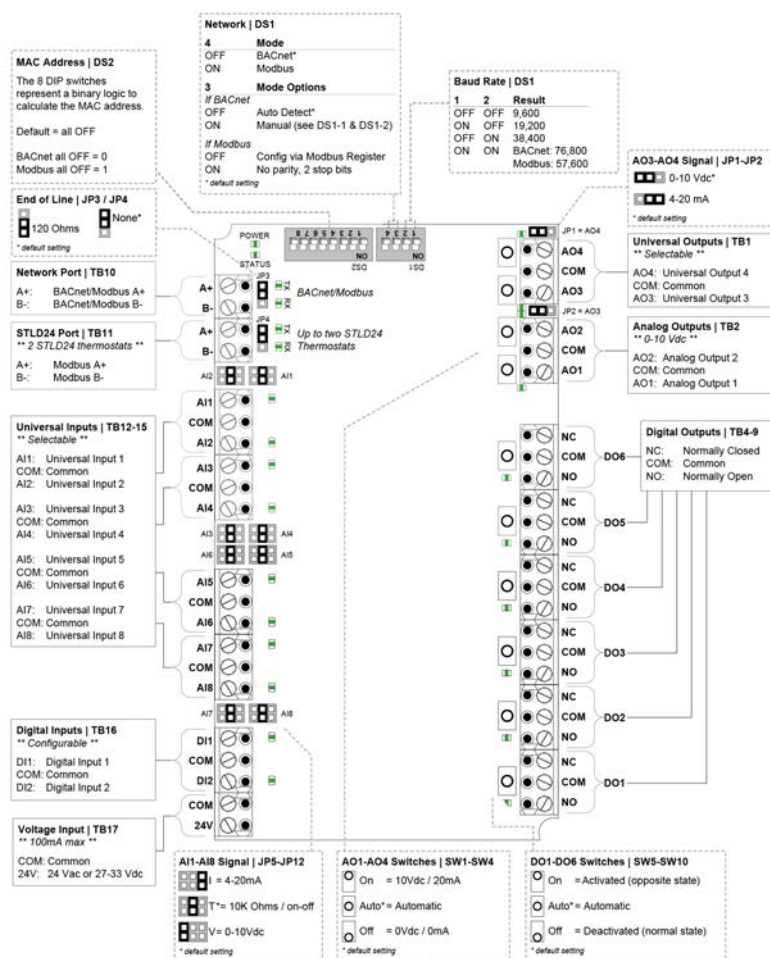 Network | DS1
4 Mode
OFF BACnet*
ON Modbus
3 Mode Options
If BACnet
OFF Auto Detect*
ON Manual (see DS1-1 & DS1-2)
If Modbus
OFF Config via Modbus Register
ON No parity, 2 stop bits
* default setting
MAC Address | DS2
The 8 DIP switches
represent a binary logic to
calculate the MAC address.
Default = all OFF
BACnet all OFF = 0
Modbus all OFF = 1
Baud Rate | DS1
1 2 Result
OFF OFF 9,600
ON OFF 19,200
OFF ON 38,400
ON ON BACnet: 76,800
Modbus: 57,600
AO3-AO4 Signal | JP1-JP2
0-10 Vdc*
4-20 mA
* default setting
End of Line | JP3 / JP4
120 Ohms
None*
* default setting
Network Port | TB10
A+: BACnet/Modbus A+
B-: BACnet/Modbus B-
STLD24 Port | TB11
** 2 STLD24 thermostats **
A+: Modbus A+
B-: Modbus B-
Universal Inputs | TB12-15
** Selectable **
AI1: Universal Input 1
COM: Common
AI2: Universal Input 2
AI3: Universal Input 3
COM: Common
AI4: Universal Input 4
AI5: Universal Input 5
COM: Common
AI6: Universal Input 6
AI7: Universal Input 7
COM: Common
AI8: Universal Input 8
Digital Inputs | TB16
** Configurable **
DI1: Digital Input 1
COM: Common
DI2: Digital Input 2
Voltage Input | TB17
** 100mA max **
COM: Common
24V: 24 Vac or 27-33 Vdc
POWER
STATUS
8 7 6 5 4 3 2 1
ON
DS2
4 3 2 1
ON
DS1
A+
B-
JP3
TX
RX
BACnet/Modbus
A+
B-
JP4
TX
RX
Up to two STLD24
Thermostats
AI2
AI1
AI1
COM
AI2
AI3
COM
AI4
AI3
AI4
AI6
AI5
AI5
COM
AI6
AI7
COM
AI8
AI7
AI8
DI1
COM
DI2
COM
24V
JP1 = AO4
AO4
COM
AO3
JP2 = AO3
AO2
COM
AO1
NC
COM
NO
DO6
NC
COM
NO
DO5
NC
COM
NO
DO4
NC
COM
NO
DO3
NC
COM
NO
DO2
NC
COM
NO
DO1
Universal Outputs | TB1
** Selectable **
AO4: Universal Output 4
COM: Common
AO3: Universal Output 3
Analog Outputs | TB2
** 0-10 Vdc **
AO2: Analog Output 2
COM: Common
AO1: Analog Output 1
Digital Outputs | TB4-9
NC: Normally Closed
COM: Common
NO: Normally Open
AI1-AI8 Signal | JP5-JP12
I = 4-20mA
T*= 10K Ohms / on-off
V= 0-10Vdc
* default setting
AO1-AO4 Switches | SW1-SW4
On = 10Vdc / 20mA
Auto*= Automatic
Off = 0Vdc / 0mA
* default setting
DO1-DO6 Switches | SW5-SW10
On = Activated (opposite state)
Auto*= Automatic
Off = Deactivated (normal state)
* default setting